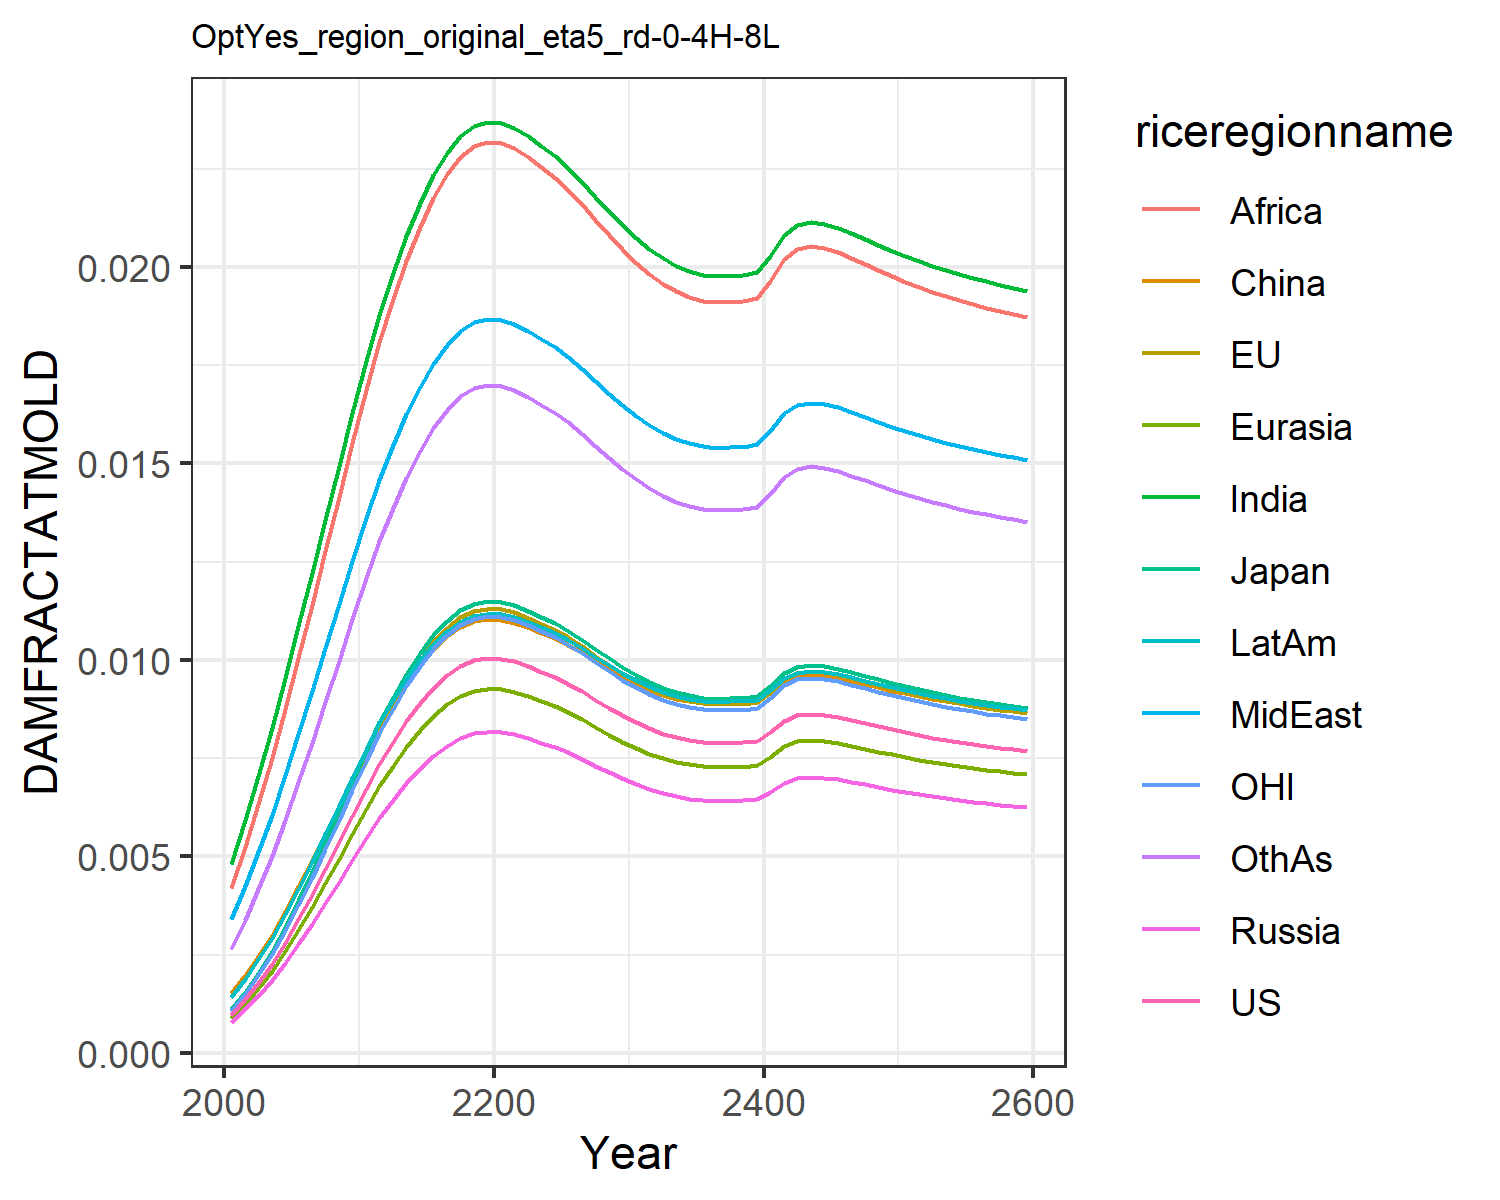 OptYes_region_original_eta5_rd-0-4H-8L
DAMFRACTATMOLD
0.020
0.015
0.010
0.005
0.000
2000 2200 2400 2600
Year
riceregionname
Africa
China
EU
Eurasia
India
Japan
LatAm
MidEast
OHI
OthAs
Russia
US